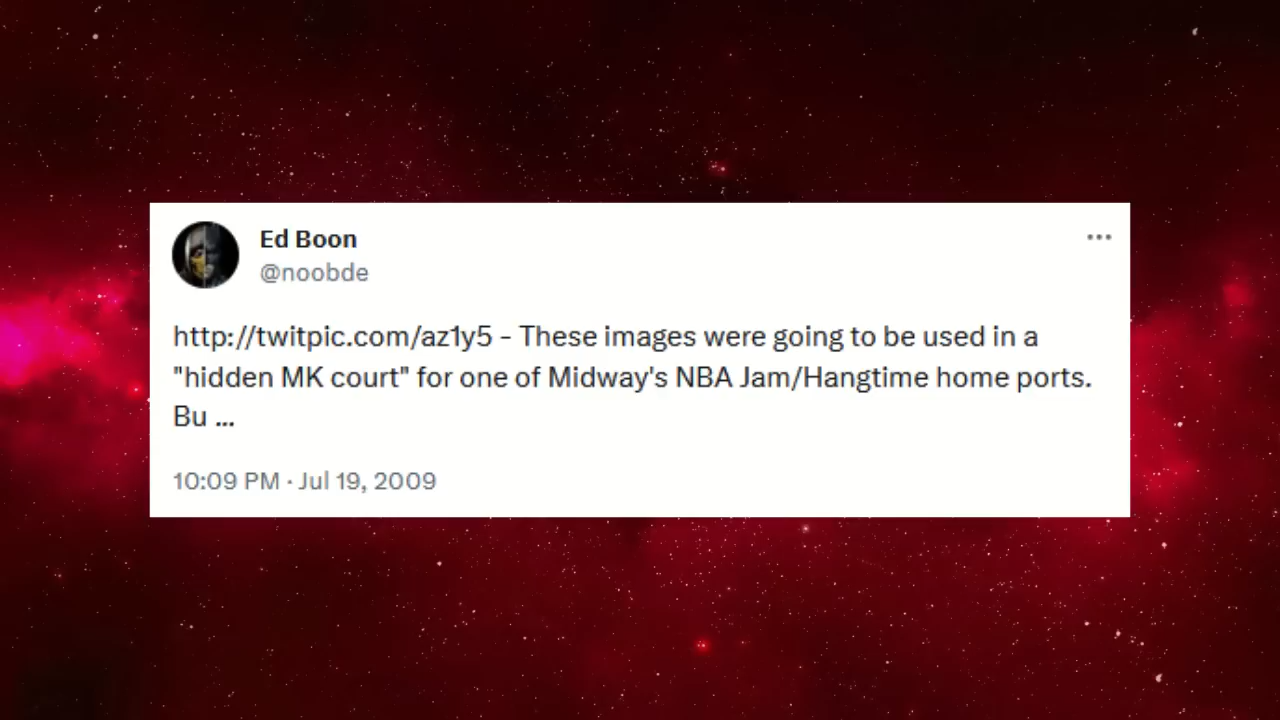 Ed Boon
@noobde
http://twitpic.com/az1y5 - These images were going to be used in a
"hidden MK court" for one of Midway's NBA Jam/Hangtime home ports.
Bu ...
10:09 PM · Jul 19, 2009